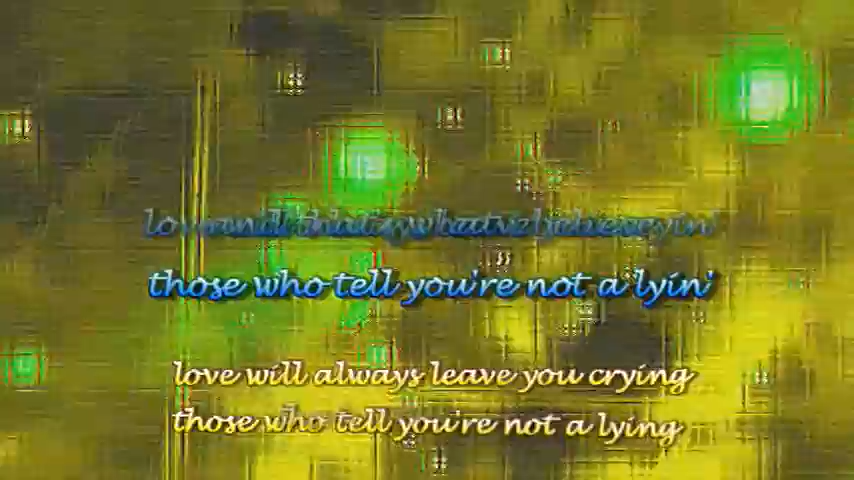 those who tell you're not a lyin'
love will always leave you crying
those who tell you're not a lying